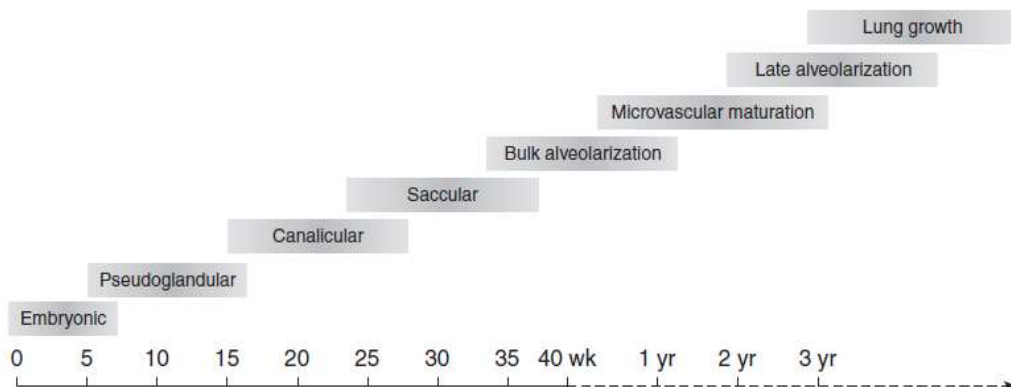 Lung growth
Late alveolarization
Microvascular maturation
Bulk alveolarization
Saccular
Canalicular
Pseudoglandular
Embryonic
0 5 10 15 20 25 30 35 40 wk 1 yr 2 yr 3 yr